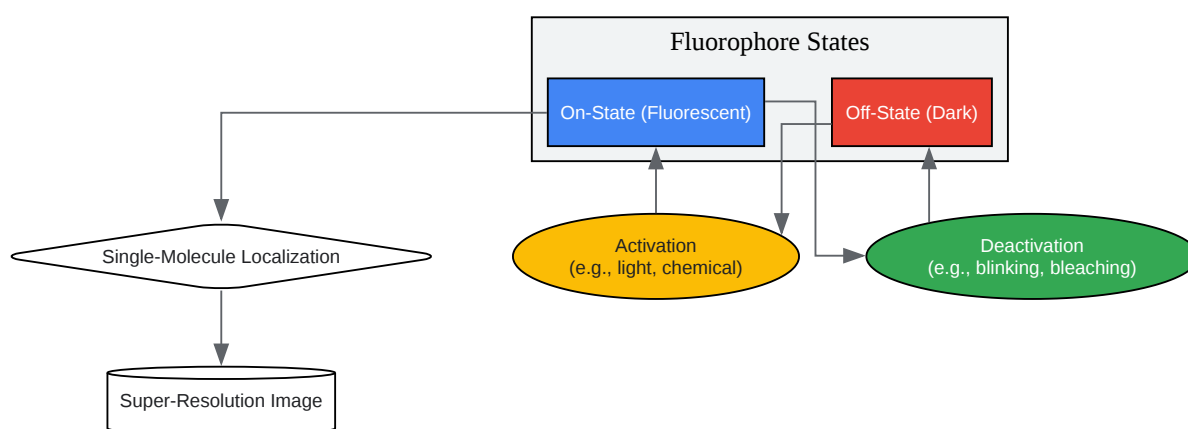 Fluorophore States
On-State (Fluorescent)
Off-State (Dark)
Single-Molecule Localization
Activation
(e.g., light, chemical)
Deactivation
(e.g., blinking, bleaching)
Super-Resolution Image